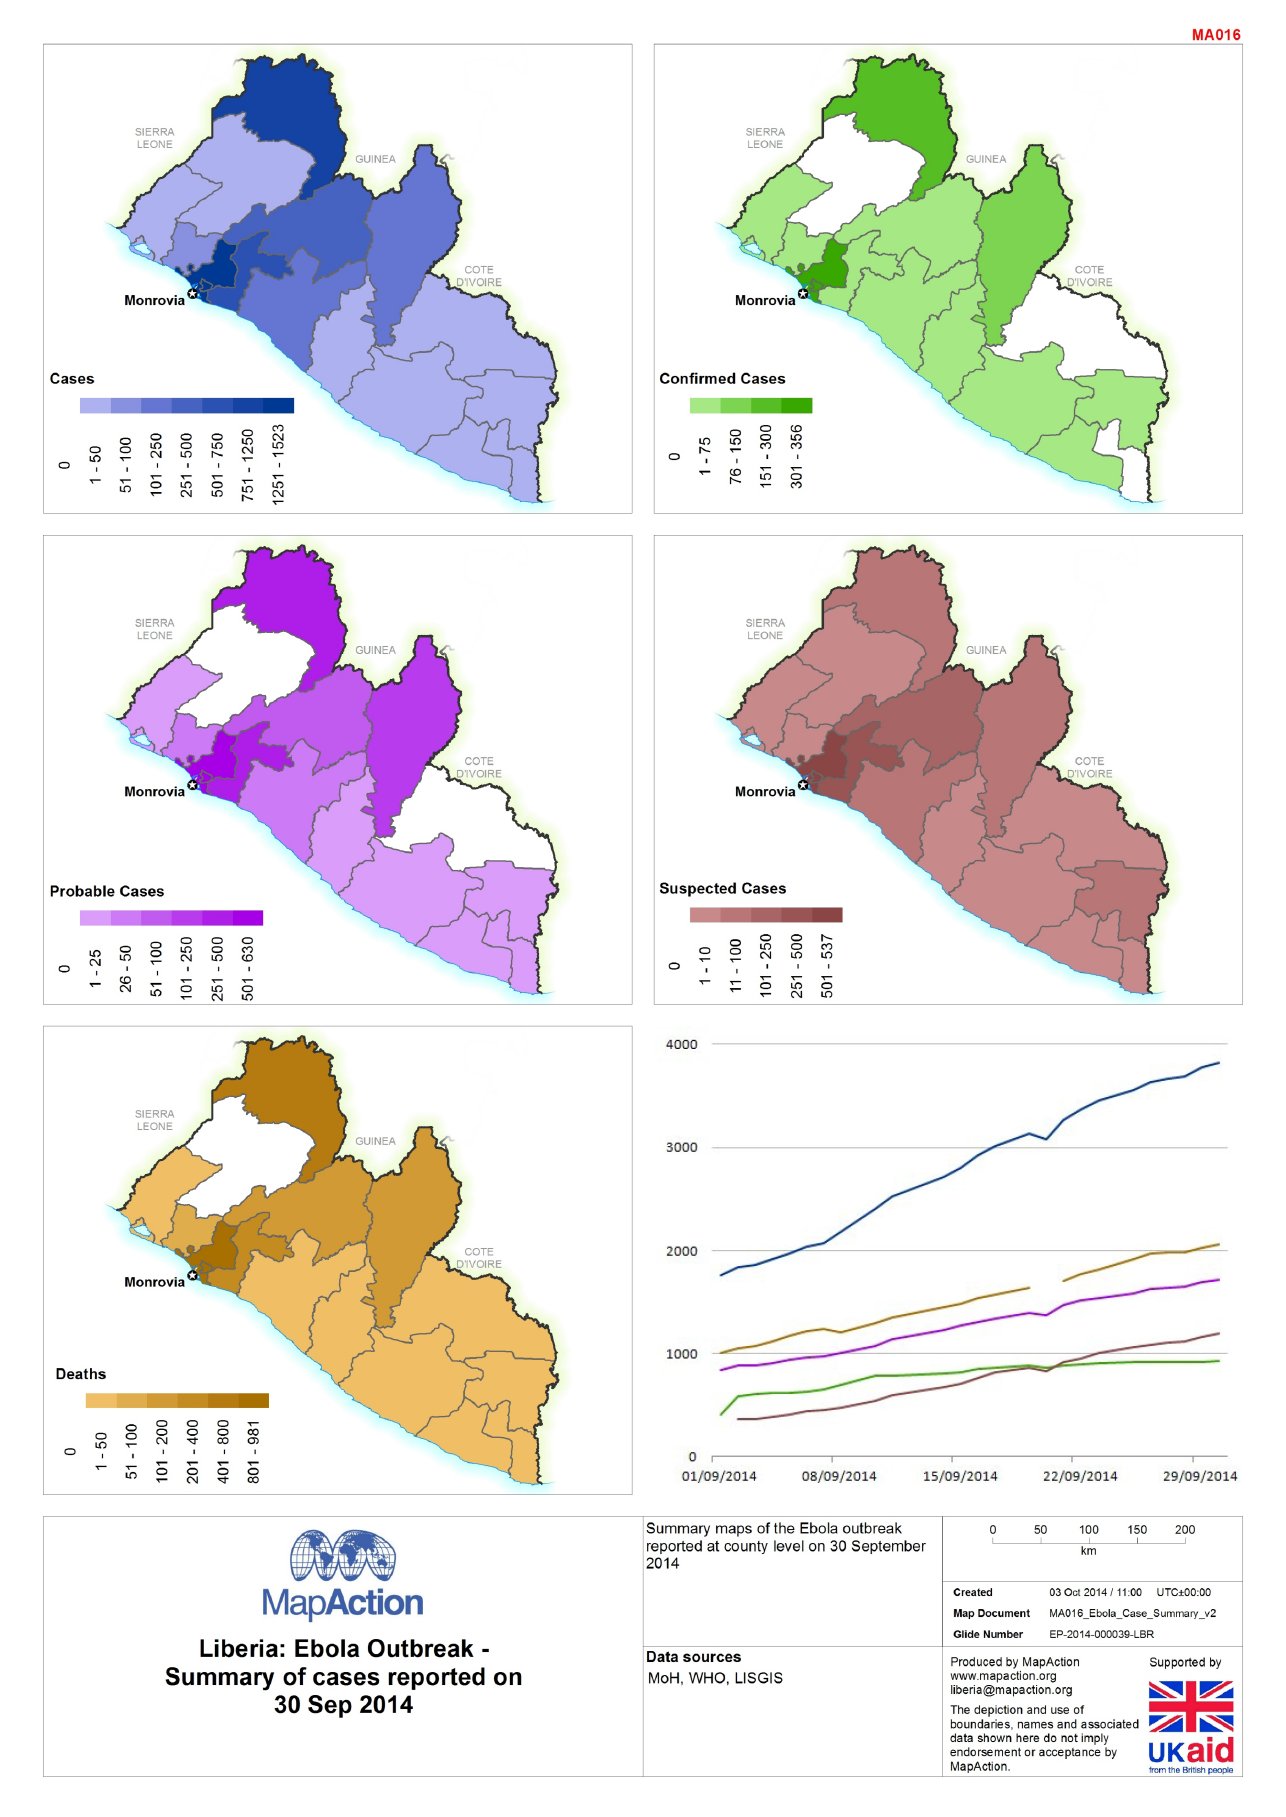 MA016
SIERRA
LEONE
GUINEA
COTE
D'IVOIRE
Monrovia
Cases
0
1 - 50
51 - 100
101 - 250
251 - 500
501 - 750
751 - 1250
1251 - 1523
SIERRA
LEONE
GUINEA
COTE
D'IVOIRE
Monrovia
Confirmed Cases
0
1 - 75
76 - 150
151 - 300
301 - 356
SIERRA
LEONE
GUINEA
COTE
D'IVOIRE
Monrovia
Probable Cases
0
1 - 25
26 - 50
51 - 100
101 - 250
251 - 500
501 - 630
SIERRA
LEONE
GUINEA
COTE
D'IVOIRE
Monrovia
Suspected Cases
0
1 - 10
11 - 100
101 - 250
251 - 500
501 - 537
SIERRA
LEONE
GUINEA
COTE
D'IVOIRE
Monrovia
Deaths
0
1 - 50
51 - 100
101 - 200
201 - 400
401 - 800
801 - 981
4000
3000
2000
1000
0
01/09/2014 08/09/2014 15/09/2014 22/09/2014 29/09/2014
MapAction
Liberia: Ebola Outbreak -
Summary of cases reported on
30 Sep 2014
Summary maps of the Ebola outbreak
reported at county level on 30 September
2014
Data sources
MoH, WHO, LISGIS
0 50 100 150 200
km
Created 03 Oct 2014 / 11:00 UTC±00:00
Map Document MA016_Ebola_Case_Summary_v2
Glide Number EP-2014-000039-LBR
Produced by MapAction
www.mapaction.org
liberia@mapaction.org
The depiction and use of
boundaries, names and associated
data shown here do not imply
endorsement or acceptance by
MapAction.
Supported by
UKaid
from the British people